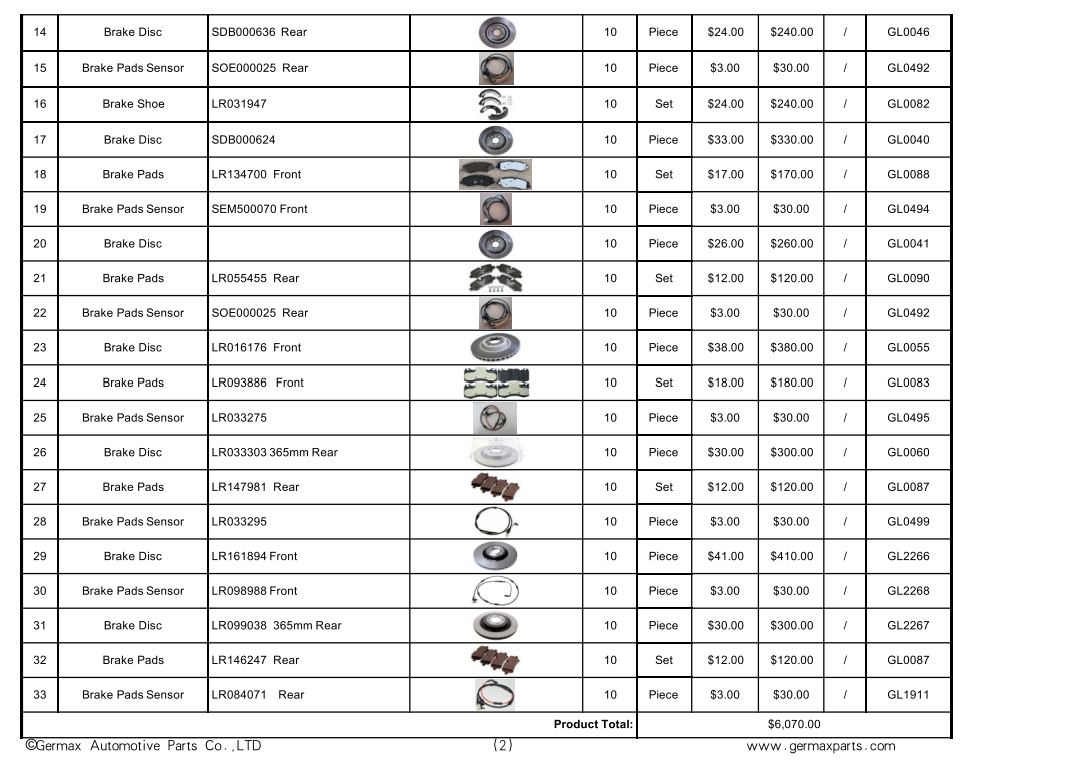 14 Brake Disc SDB000636 Rear 10 Piece $24.00 $240.00 / GL0046
15 Brake Pads Sensor SOE000025 Rear 10 Piece $3.00 $30.00 / GL0492
16 Brake Shoe LR031947 10 Set $24.00 $240.00 / GL0082
17 Brake Disc SDB000624 10 Piece $33.00 $330.00 / GL0040
18 Brake Pads LR134700 Front 10 Set $17.00 $170.00 / GL0088
19 Brake Pads Sensor SEM500070 Front 10 Piece $3.00 $30.00 / GL0494
20 Brake Disc 10 Piece $26.00 $260.00 / GL0041
21 Brake Pads LR055455 Rear 10 Set $12.00 $120.00 / GL0090
22 Brake Pads Sensor SOE000025 Rear 10 Piece $3.00 $30.00 / GL0492
23 Brake Disc LR016176 Front 10 Piece $38.00 $380.00 / GL0055
24 Brake Pads LR093886 Front 10 Set $18.00 $180.00 / GL0083
25 Brake Pads Sensor LR033275 10 Piece $3.00 $30.00 / GL0495
26 Brake Disc LR033303 365mm Rear 10 Piece $30.00 $300.00 / GL0060
27 Brake Pads LR147981 Rear 10 Set $12.00 $120.00 / GL0087
28 Brake Pads Sensor LR033295 10 Piece $3.00 $30.00 / GL0499
29 Brake Disc LR161894 Front 10 Piece $41.00 $410.00 / GL2266
30 Brake Pads Sensor LR098988 Front 10 Piece $3.00 $30.00 / GL2268
31 Brake Disc LR099038 365mm Rear 10 Piece $30.00 $300.00 / GL2267
32 Brake Pads LR146247 Rear 10 Set $12.00 $120.00 / GL0087
33 Brake Pads Sensor LR084071 Rear 10 Piece $3.00 $30.00 / GL1911
Product Total: $6,070.00
©Germax Automotive Parts Co.,LTD (2) www.germaxparts.com